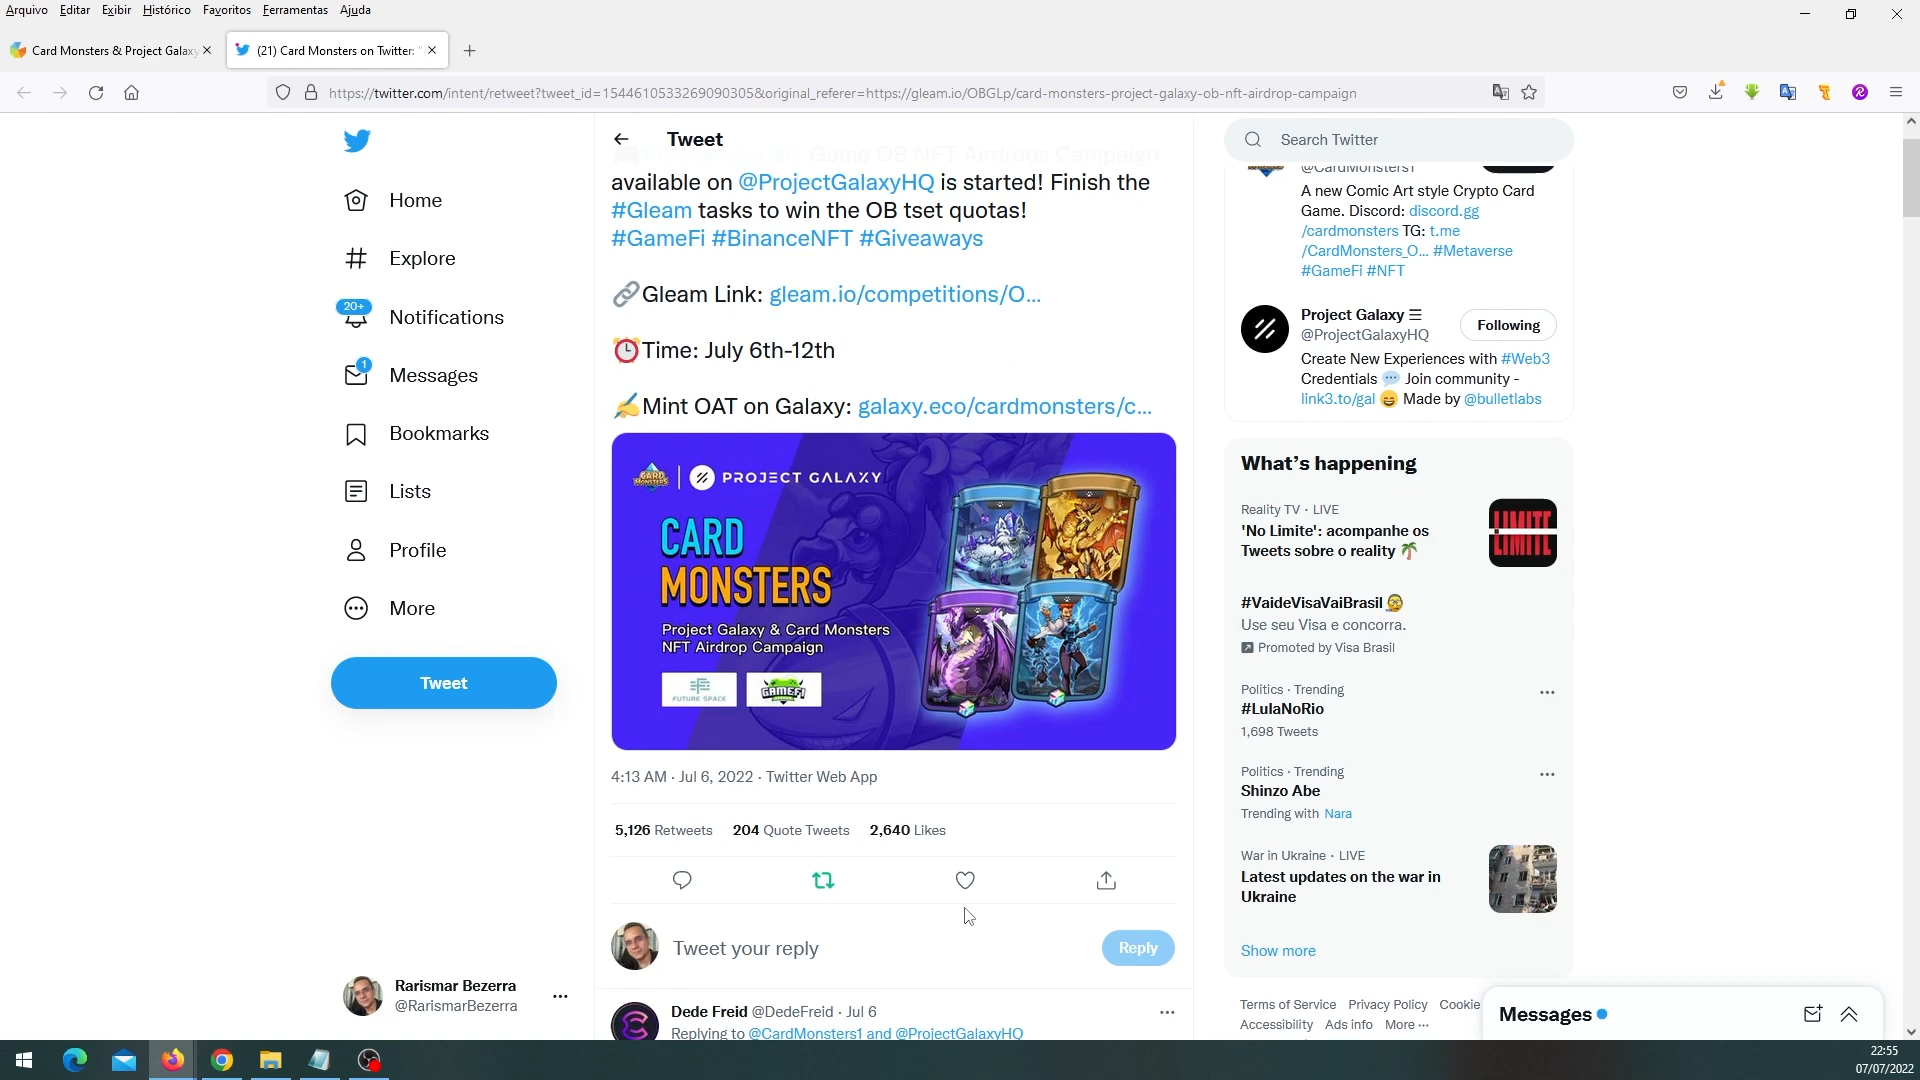 Arquivo Editar Exibir Histórico Favoritos Ferramentas Ajuda
Card Monsters & Project Galaxy
(21) Card Monsters on Twitter: "
https://twitter.com/intent/retweet?tweet_id=1544610533269090305&original_referer=https://gleam.io/OBGLp/card-monsters-project-galaxy-ob-nft-airdrop-campaign
Home
Explore
20+
Notifications
1
Messages
Bookmarks
Lists
Profile
More
Tweet
Rarismar Bezerra
@RarismarBezerra
Tweet
Game OB NFT Airdrops Campaign
available on @ProjectGalaxyHQ is started! Finish the
#Gleam tasks to win the OB tset quotas!
#GameFi #BinanceNFT #Giveaways
Gleam Link: gleam.io/competitions/O...
Time: July 6th-12th
Mint OAT on Galaxy: galaxy.eco/cardmonsters/c...
CARD MONSTERS
PROJECT GALAXY
CARD
MONSTERS
Project Galaxy & Card Monsters
NFT Airdrop Campaign
FUTURE SPACE
GAMEFI
4:13 AM · Jul 6, 2022 · Twitter Web App
5,126 Retweets 204 Quote Tweets 2,640 Likes
Tweet your reply
Reply
Dede Freid @DedeFreid · Jul 6
Replying to @CardMonsters1 and @ProjectGalaxyHQ
Search Twitter
@CardMonsters1
A new Comic Art style Crypto Card
Game. Discord: discord.gg
/cardmonsters TG: t.me
/CardMonsters_O... #Metaverse
#GameFi #NFT
Project Galaxy
@ProjectGalaxyHQ
Following
Create New Experiences with #Web3
Credentials 💬 Join community -
link3.to/gal 😄 Made by @bulletlabs
What's happening
Reality TV · LIVE
'No Limite': acompanhe os
Tweets sobre o reality 🌴
LIMITE
#VaideVisaVaiBrasil
Use seu Visa e concorra.
Promoted by Visa Brasil
Politics · Trending
#LulaNoRio
1,698 Tweets
Politics · Trending
Shinzo Abe
Trending with Nara
War in Ukraine · LIVE
Latest updates on the war in
Ukraine
Show more
Terms of Service Privacy Policy Cookie
Accessibility Ads info More ...
Messages
22:55
07/07/2022